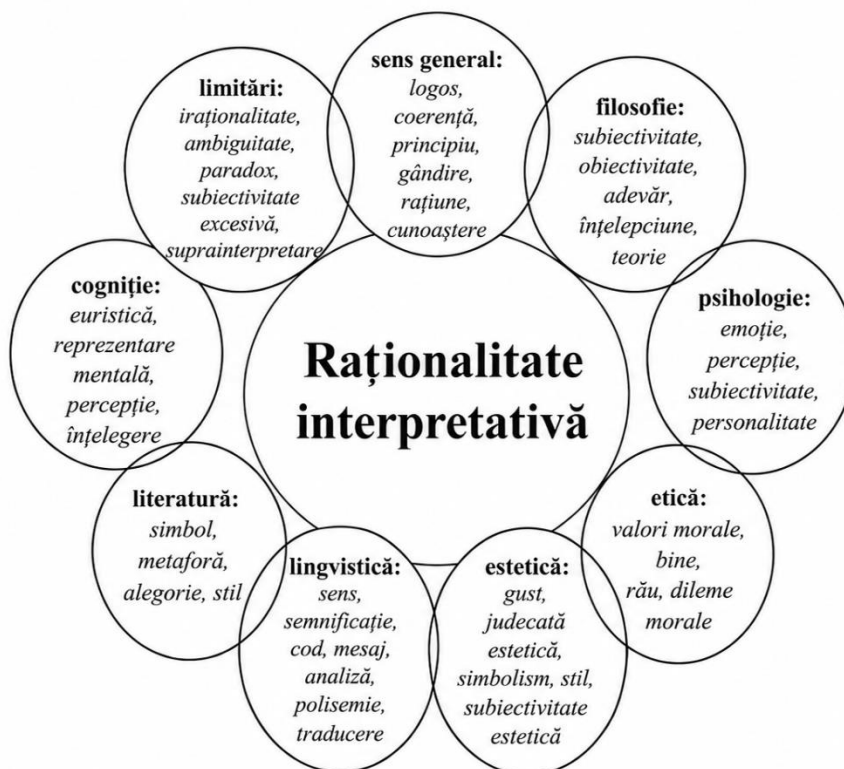 sens general:
logos,
coerență,
principiu,
gândire,
rațiune,
cunoaștere
limitări:
iraționalitate,
ambiguitate,
paradox,
subiectivitate
excesivă,
suprainterpretare
filosofie:
subiectivitate,
obiectivitate,
adevăr,
înțelepciune,
teorie
cogniție:
euristică,
reprezentare
mentală,
percepție,
înțelegere
Raționalitate
interpretativă
psihologie:
emoție,
percepție,
subiectivitate,
personalitate
literatură:
simbol,
metaforă,
alegorie, stil
lingvistică:
sens,
semnificație,
cod, mesaj,
analiză,
polisemie,
traducere
estetică:
gust,
judecată
estetică,
simbolism, stil,
subiectivitate
estetică
etică:
valori morale,
bine,
rău, dileme
morale